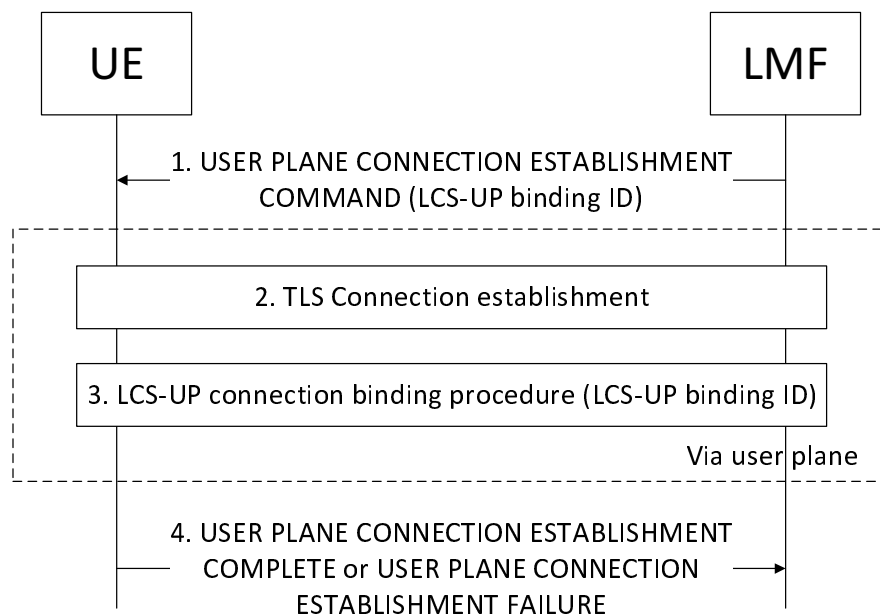 UE
LMF
1. USER PLANE CONNECTION ESTABLISHMENT
COMMAND (LCS-UP binding ID)
2. TLS Connection establishment
3. LCS-UP connection binding procedure (LCS-UP binding ID)
Via user plane
4. USER PLANE CONNECTION ESTABLISHMENT
COMPLETE or USER PLANE CONNECTION
ESTABLISHMENT FAILURE